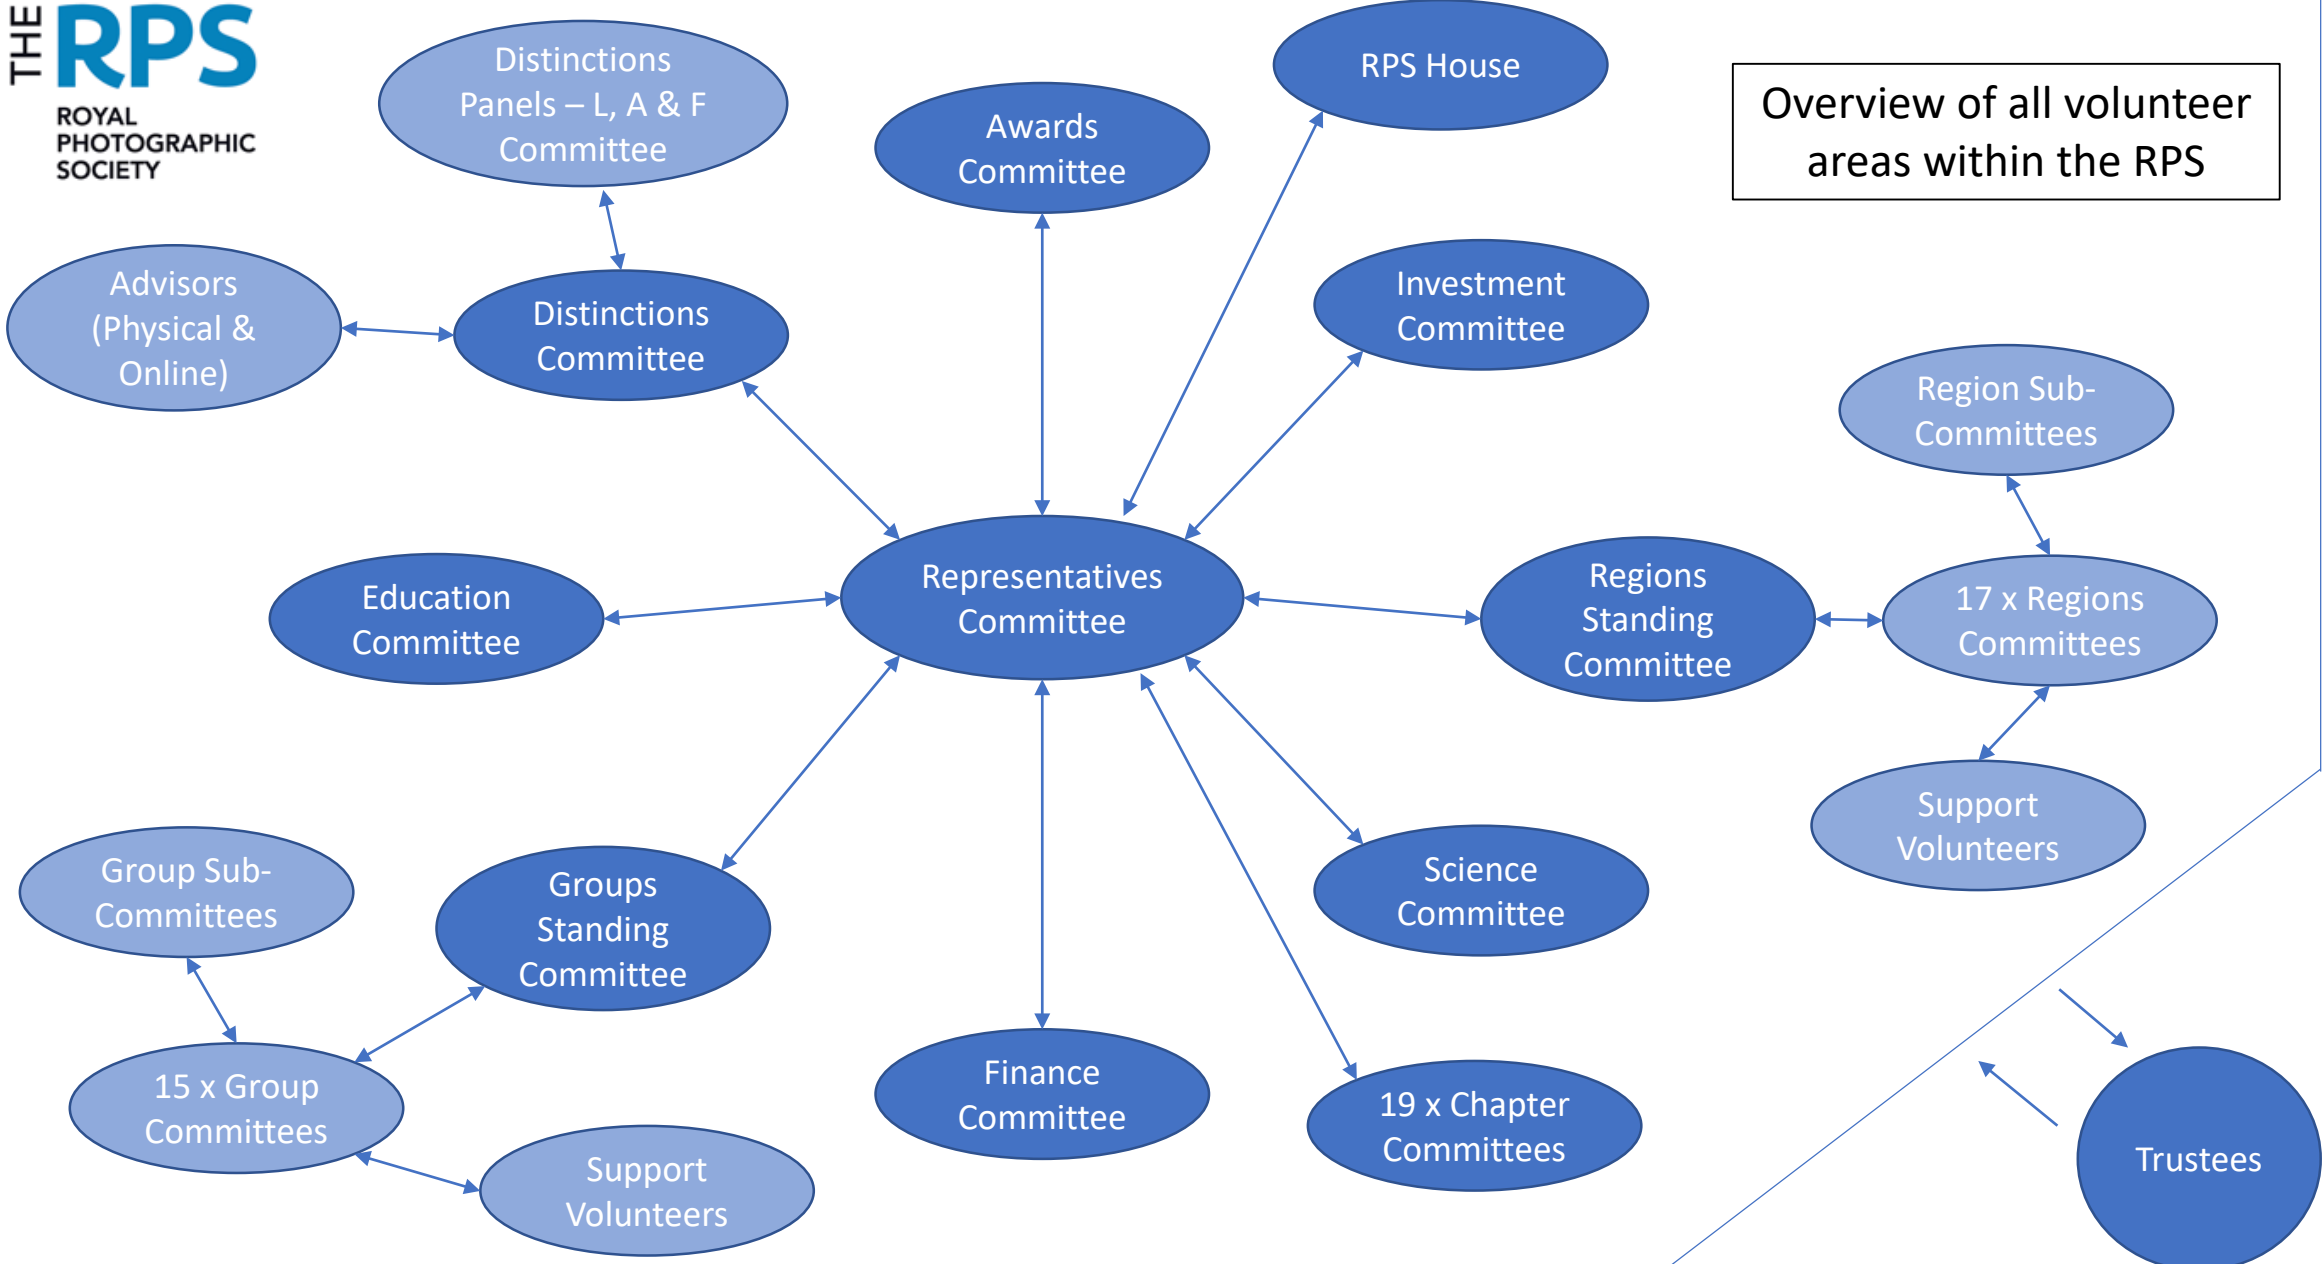 THE RPS
ROYAL
PHOTOGRAPHIC
SOCIETY
Distinctions
Panels – L, A & F
Committee
Awards
Committee
RPS House
Overview of all volunteer
areas within the RPS
Advisors
(Physical &
Online)
Distinctions
Committee
Investment
Committee
Region Sub-
Committees
Education
Committee
Representatives
Committee
Regions
Standing
Committee
17 x Regions
Committees
Support
Volunteers
Group Sub-
Committees
Groups
Standing
Committee
Science
Committee
15 x Group
Committees
Finance
Committee
19 x Chapter
Committees
Support
Volunteers
Trustees